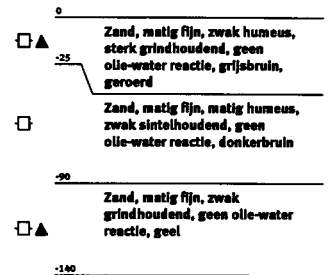 0
Zand, matig fijn, zwak humeus,
sterk grindhoudend, geen
olie-water reactie, grijsbruin,
geroerd
-25
Zand, matig fijn, matig humeus,
zwak sintelhoudend, geen
olie-water reactie, donkerbruin
-90
Zand, matig fijn, zwak
grindhoudend, geen olie-water
reactie, geel
-140